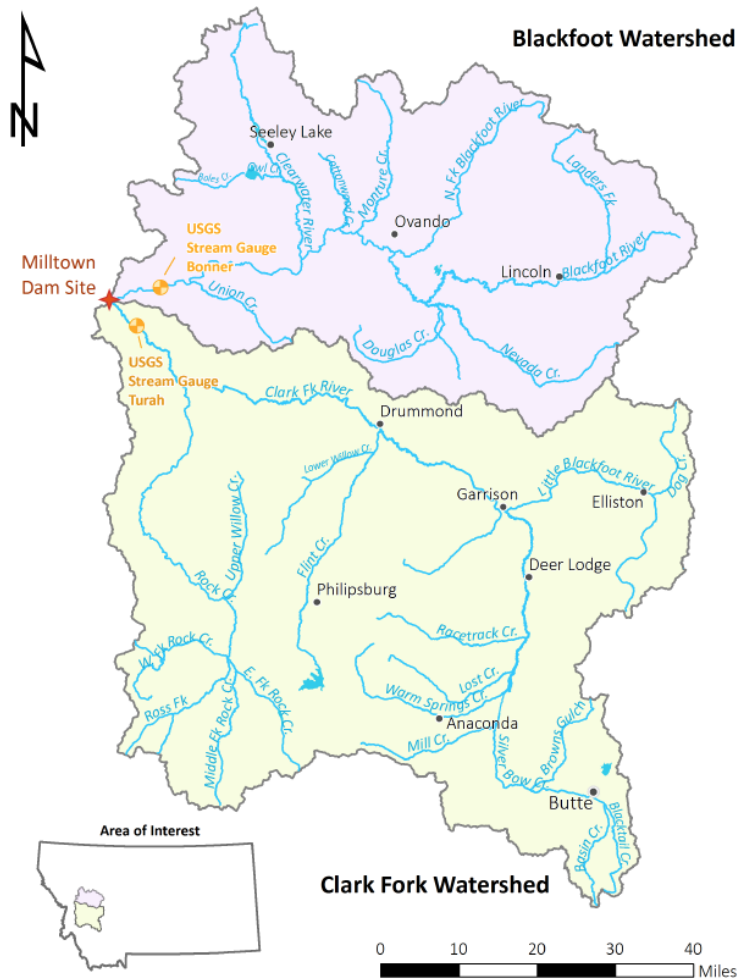 Blackfoot Watershed
N
Seeley Lake
Boles Cr.
Owl Cr.
Clearwater River
Cottonwood Cr.
Monture Cr.
N. Fk Blackfoot River
Landers Fk
Ovando
USGS
Stream Gauge
Bonner
Milltown
Dam Site
Lincoln
Blackfoot River
Union Cr.
Douglas Cr.
Nevada Cr.
USGS
Stream Gauge
Turah
Clark Fk River
Drummond
Lower Willow Cr.
Little Blackfoot River
Dog Cr.
Garrison
Elliston
Upper Willow Cr.
Flint Cr.
Rock Cr.
Deer Lodge
Philipsburg
Racetrack Cr.
W Fk Rock Cr.
Lost Cr.
E. Fk Rock Cr.
Ross Fk
Warm Springs Cr.
Middle Fk Rock Cr.
Anaconda
Mill Cr.
Silver Bow Cr.
Browns Gulch
Butte
Basin Cr.
Blacktail Cr.
Area of Interest
Clark Fork Watershed
0 10 20 30 40
Miles